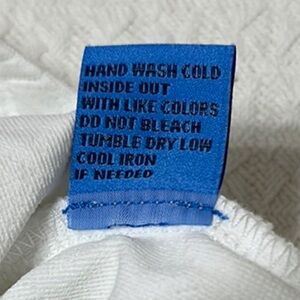 HAND WASH COLD
INSIDE OUT
WITH LIKE COLORS
DO NOT BLEACH
TUMBLE DRY LOW
COOL IRON
IF NEEDED